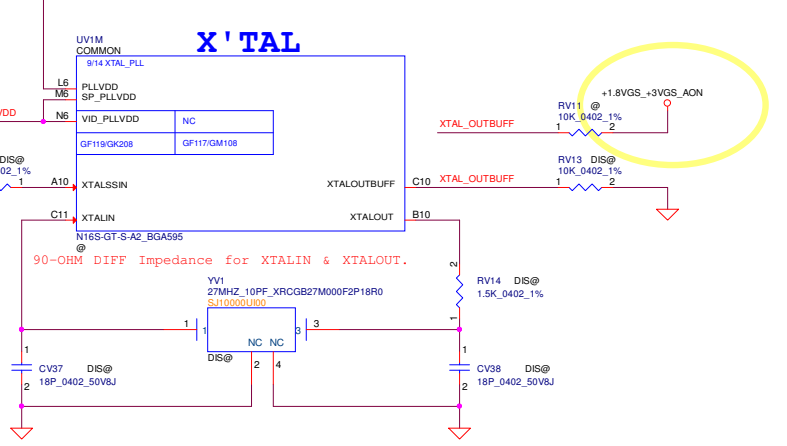 X'TAL
UV1M
COMMON
9/14 XTAL_PLL
L6 PLLVDD
M6 SP_PLLVDD
N6 VID_PLLVDD NC
GF119/GK208 GF117/GM108
VDD
DIS@
02_1%
1 A10 XTALSSIN
XTALOUTBUFF C10 XTAL_OUTBUFF
C11 XTALIN
XTALOUT B10
N16S-GT-S-A2_BGA595
@
XTAL_OUTBUFF
RV11 @
10K_0402_1%
1 2
+1.8VGS_+3VGS_AON
RV13 DIS@
10K_0402_1%
1 2
90-OHM DIFF Impedance for XTALIN & XTALOUT.
YV1
27MHZ_10PF_XRCGB27M000F2P18R0
SJ10000UI00
1 1 3 3
NC NC
DIS@
2 4
2
RV14 DIS@
1.5K_0402_1%
1
1
CV37 DIS@
18P_0402_50V8J
2
1
CV38 DIS@
18P_0402_50V8J
2